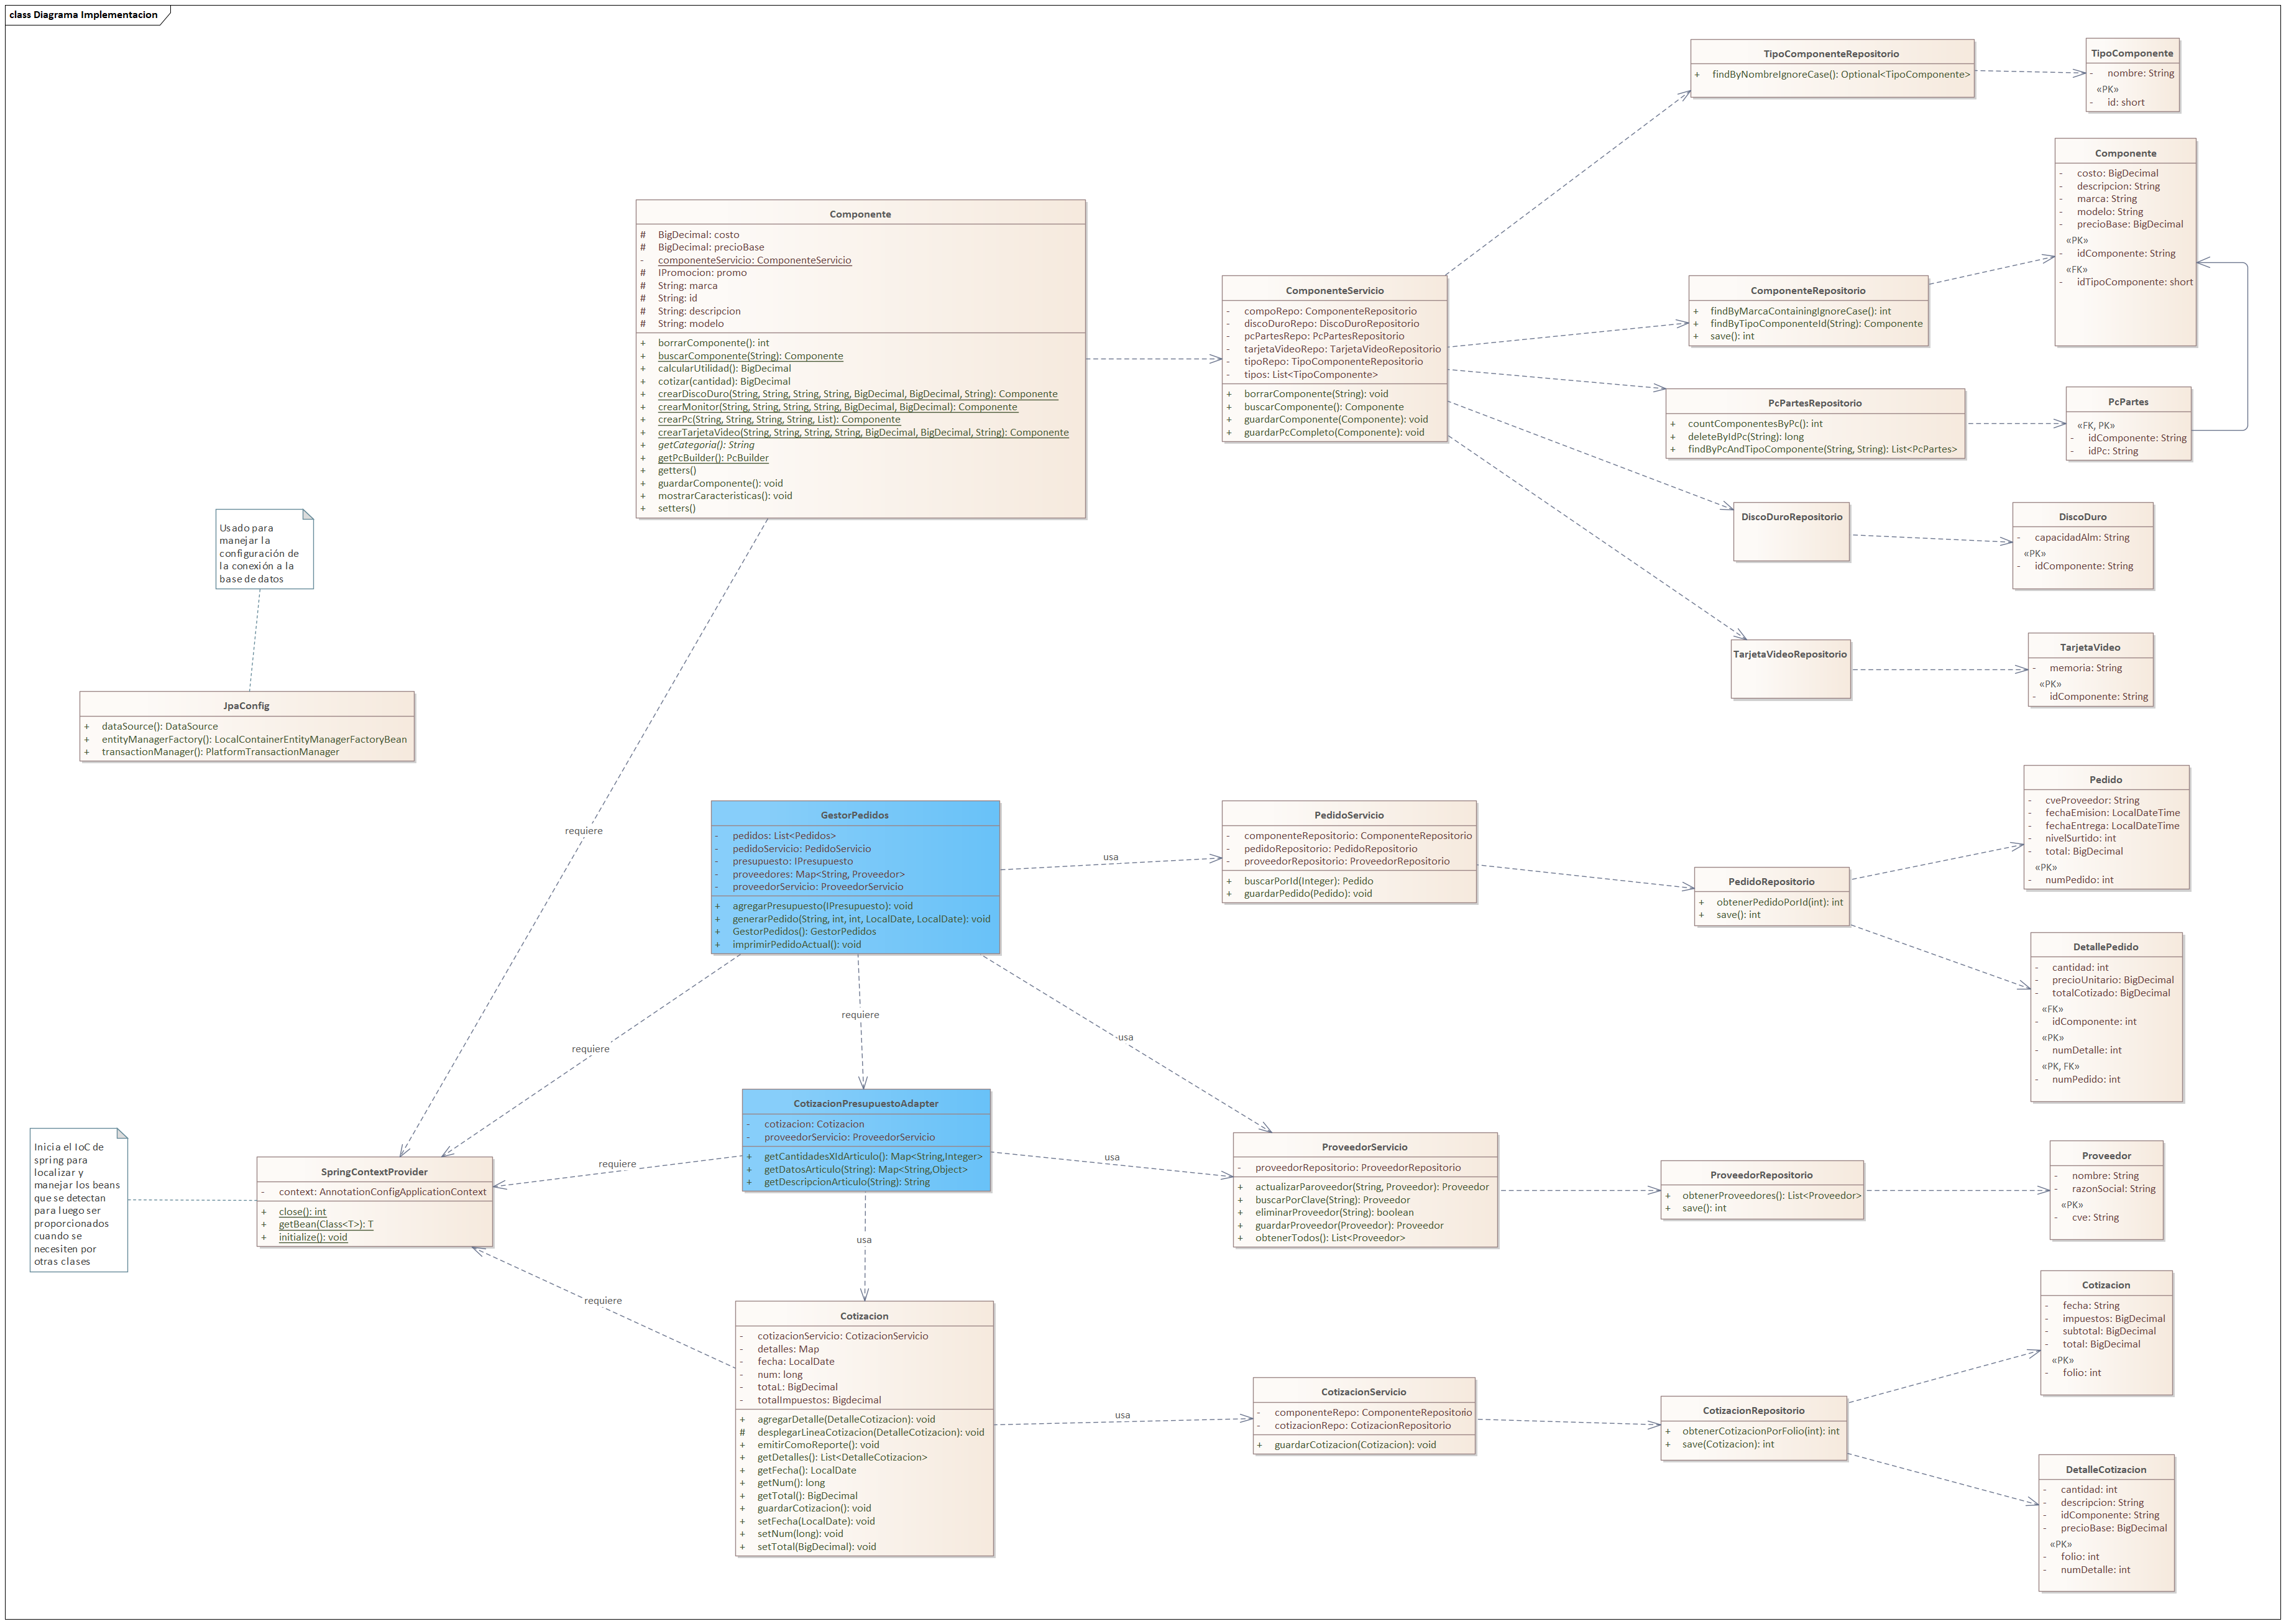 class Diagrama Implementacion
TipoComponenteRepositorio
+ findByNombreIgnoreCase(): Optional<TipoComponente>
TipoComponente
- nombre: String
«PK»
- id: short
Componente
- costo: BigDecimal
- descripcion: String
- marca: String
- modelo: String
- precioBase: BigDecimal
«PK»
- idComponente: String
«FK»
- idTipoComponente: short
Componente
# BigDecimal: costo
# BigDecimal: precioBase
- componenteServicio: ComponenteServicio
# IPromocion: promo
# String: marca
# String: id
# String: descripcion
# String: modelo
+ borrarComponente(): int
+ buscarComponente(String): Componente
+ calcularUtilidad(): BigDecimal
+ cotizar(cantidad): BigDecimal
+ crearDiscoDuro(String, String, String, String, BigDecimal, BigDecimal, String): Componente
+ crearMonitor(String, String, String, String, BigDecimal, BigDecimal): Componente
+ crearPc(String, String, String, String, List): Componente
+ crearTarjetaVideo(String, String, String, String, BigDecimal, BigDecimal, String): Componente
+ getCategoria(): String
+ getPcBuilder(): PcBuilder
+ getters()
+ guardarComponente(): void
+ mostrarCaracteristicas(): void
+ setters()
ComponenteServicio
- compoRepo: ComponenteRepositorio
- discoDuroRepo: DiscoDuroRepositorio
- pcPartesRepo: PcPartesRepositorio
- tarjetaVideoRepo: TarjetaVideoRepositorio
- tipoRepo: TipoComponenteRepositorio
- tipos: List<TipoComponente>
+ borrarComponente(String): void
+ buscarComponente(): Componente
+ guardarComponente(Componente): void
+ guardarPcCompleto(Componente): void
ComponenteRepositorio
+ findByMarcaContainingIgnoreCase(): int
+ findByTipoComponenteId(String): Componente
+ save(): int
PcPartesRepositorio
+ countComponentesByPc(): int
+ deleteByIdPc(String): long
+ findByPcAndTipoComponente(String, String): List<PcPartes>
PcPartes
«FK, PK»
- idComponente: String
- idPc: String
DiscoDuroRepositorio
DiscoDuro
- capacidadAlm: String
«PK»
- idComponente: String
TarjetaVideoRepositorio
TarjetaVideo
- memoria: String
«PK»
- idComponente: String
Usado para
manejar la
configuración de
la conexión a la
base de datos
JpaConfig
+ dataSource(): DataSource
+ entityManagerFactory(): LocalContainerEntityManagerFactoryBean
+ transactionManager(): PlatformTransactionManager
requiere
GestorPedidos
- pedidos: List<Pedidos>
- pedidoServicio: PedidoServicio
- presupuesto: IPresupuesto
- proveedores: Map<String, Proveedor>
- proveedorServicio: ProveedorServicio
+ agregarPresupuesto(IPresupuesto): void
+ generarPedido(String, int, int, LocalDate, LocalDate): void
+ GestorPedidos(): GestorPedidos
+ imprimirPedidoActual(): void
usa
PedidoServicio
- componenteRepositorio: ComponenteRepositorio
- pedidoRepositorio: PedidoRepositorio
- proveedorRepositorio: ProveedorRepositorio
+ buscarPorId(Integer): Pedido
+ guardarPedido(Pedido): void
PedidoRepositorio
+ obtenerPedidoPorId(int): int
+ save(): int
Pedido
- cveProveedor: String
- fechaEmision: LocalDateTime
- fechaEntrega: LocalDateTime
- nivelSurtido: int
- total: BigDecimal
«PK»
- numPedido: int
DetallePedido
- cantidad: int
- precioUnitario: BigDecimal
- totalCotizado: BigDecimal
«FK»
- idComponente: int
«PK»
- numDetalle: int
«PK, FK»
- numPedido: int
requiere
requiere
usa
CotizacionPresupuestoAdapter
- cotizacion: Cotizacion
- proveedorServicio: ProveedorServicio
+ getCantidadesXIdArticulo(): Map<String,Integer>
+ getDatosArticulo(String): Map<String,Object>
+ getDescripcionArticulo(String): String
requiere
usa
Inicia el IoC de
spring para
localizar y
manejar los beans
que se detectan
para luego ser
proporcionados
cuando se
necesiten por
otras clases
SpringContextProvider
- context: AnnotationConfigApplicationContext
+ close(): int
+ getBean(Class<T>): T
+ initialize(): void
ProveedorServicio
- proveedorRepositorio: ProveedorRepositorio
+ actualizarParoveedor(String, Proveedor): Proveedor
+ buscarPorClave(String): Proveedor
+ eliminarProveedor(String): boolean
+ guardarProveedor(Proveedor): Proveedor
+ obtenerTodos(): List<Proveedor>
ProveedorRepositorio
+ obtenerProveedores(): List<Proveedor>
+ save(): int
Proveedor
- nombre: String
- razonSocial: String
«PK»
- cve: String
usa
requiere
Cotizacion
- cotizacionServicio: CotizacionServicio
- detalles: Map
- fecha: LocalDate
- num: long
- totaL: BigDecimal
- totalImpuestos: Bigdecimal
+ agregarDetalle(DetalleCotizacion): void
# desplegarLineaCotizacion(DetalleCotizacion): void
+ emitirComoReporte(): void
+ getDetalles(): List<DetalleCotizacion>
+ getFecha(): LocalDate
+ getNum(): long
+ getTotal(): BigDecimal
+ guardarCotizacion(): void
+ setFecha(LocalDate): void
+ setNum(long): void
+ setTotal(BigDecimal): void
usa
CotizacionServicio
- componenteRepo: ComponenteRepositorio
- cotizacionRepo: CotizacionRepositorio
+ guardarCotizacion(Cotizacion): void
CotizacionRepositorio
+ obtenerCotizacionPorFolio(int): int
+ save(Cotizacion): int
Cotizacion
- fecha: String
- impuestos: BigDecimal
- subtotal: BigDecimal
- total: BigDecimal
«PK»
- folio: int
DetalleCotizacion
- cantidad: int
- descripcion: String
- idComponente: String
- precioBase: BigDecimal
«PK»
- folio: int
- numDetalle: int